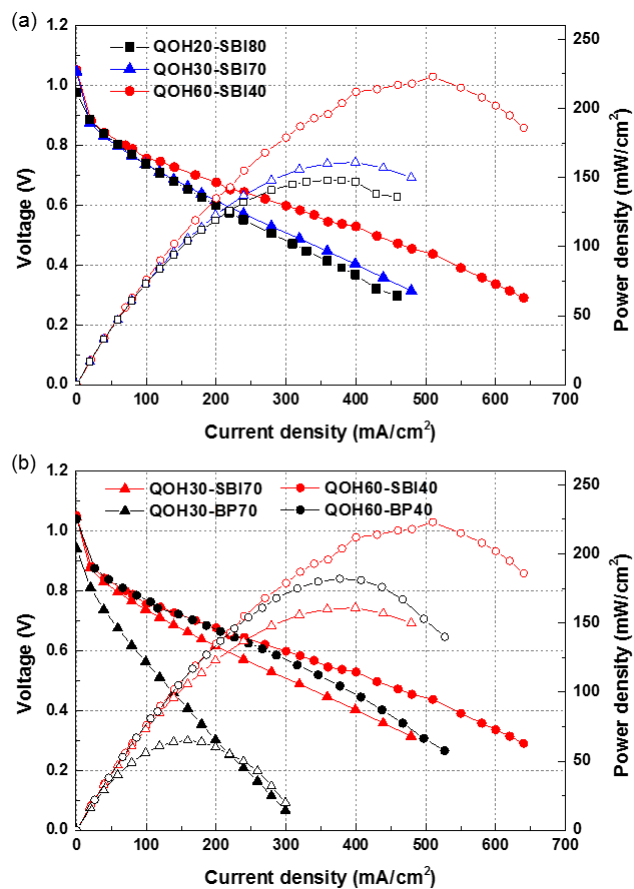 (a)
1.2
1.0
0.8
0.6
0.4
0.2
0.0
Voltage (V)
QOH20-SBI80
QOH30-SBI70
QOH60-SBI40
250
200
150
100
50
0
Power density (mW/cm²)
0 100 200 300 400 500 600 700
Current density (mA/cm²)
(b)
1.2
1.0
0.8
0.6
0.4
0.2
0.0
Voltage (V)
QOH30-SBI70 QOH60-SBI40
QOH30-BP70 QOH60-BP40
250
200
150
100
50
0
Power density (mW/cm²)
0 100 200 300 400 500 600 700
Current density (mA/cm²)